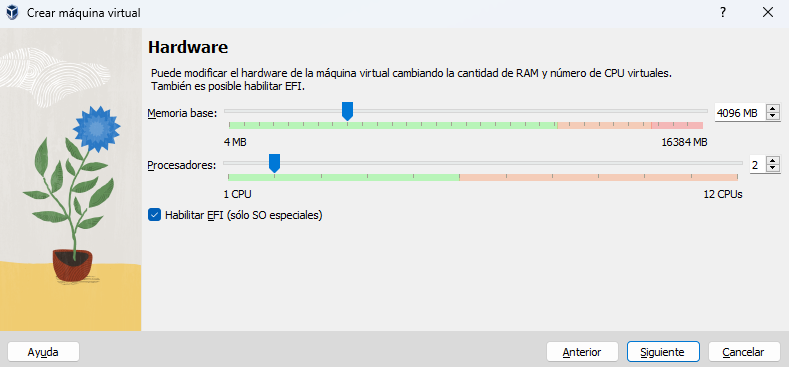 Crear máquina virtual
?
Hardware
Puede modificar el hardware de la máquina virtual cambiando la cantidad de RAM y número de CPU virtuales.
También es posible habilitar EFI.
Memoria base:
4096 MB
4 MB
16384 MB
Procesadores:
2
1 CPU
12 CPUs
Habilitar EFI (sólo SO especiales)
Ayuda
Anterior
Siguiente
Cancelar